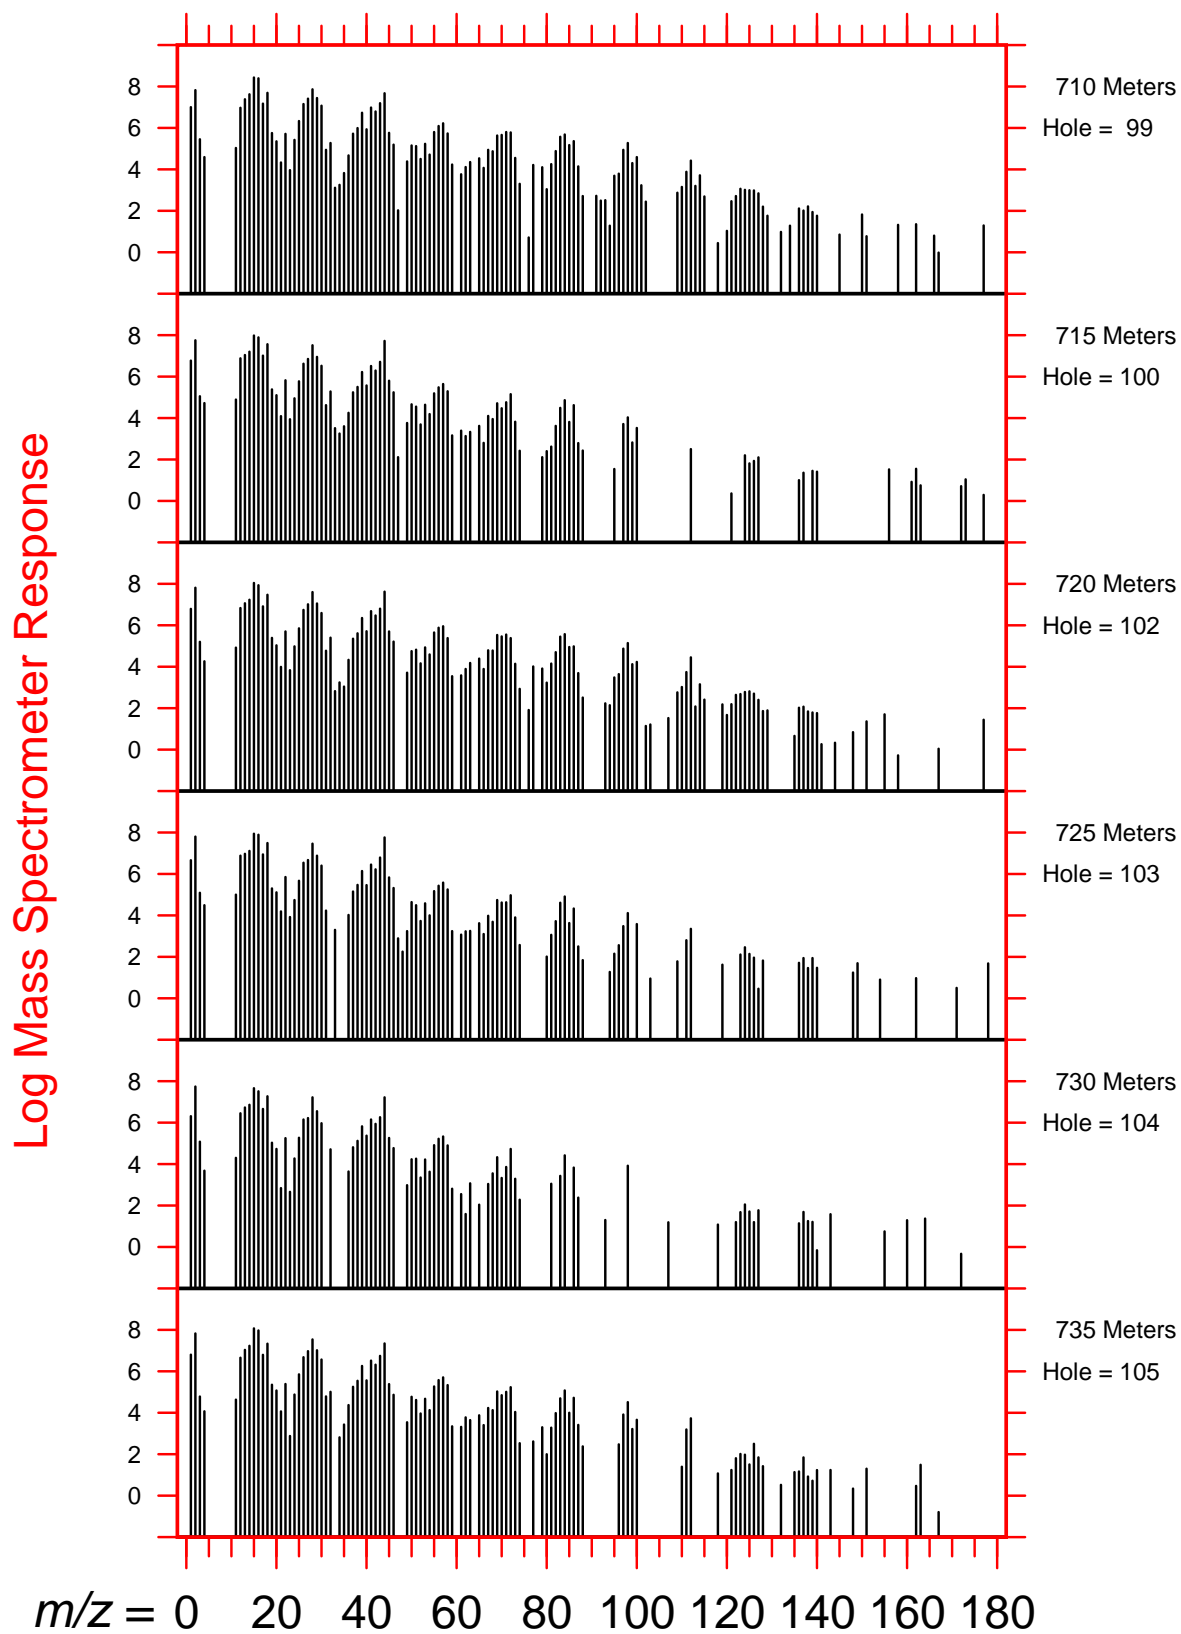 Log Mass Spectrometer Response
8
6
4
2
0
710 Meters
Hole = 99
8
6
4
2
0
715 Meters
Hole = 100
8
6
4
2
0
720 Meters
Hole = 102
8
6
4
2
0
725 Meters
Hole = 103
8
6
4
2
0
730 Meters
Hole = 104
8
6
4
2
0
735 Meters
Hole = 105
m/z = 0 20 40 60 80 100 120 140 160 180